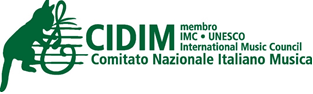 CIDIM
membro
IMC • UNESCO
International Music Council
Comitato Nazionale Italiano Musica